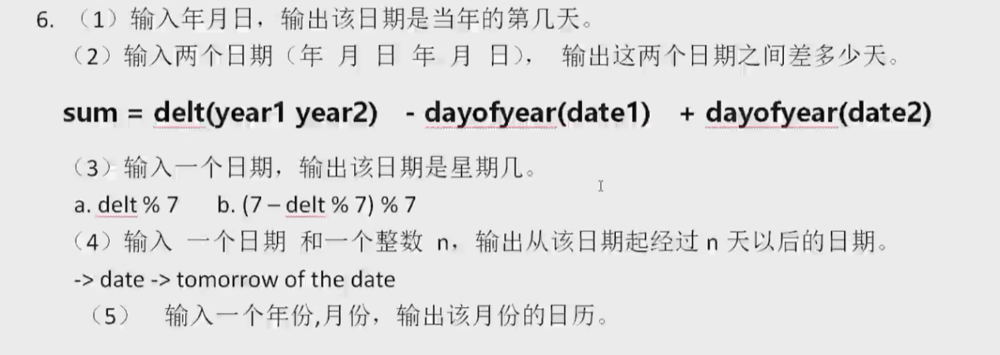 6. （1）输入年月日，输出该日期是当年的第几天。
（2）输入两个日期（年 月 日 年 月 日）， 输出这两个日期之间差多少天。
sum = delt(year1 year2) - dayofyear(date1) + dayofyear(date2)
（3）输入一个日期，输出该日期是星期几。
a. delt % 7 b. (7 – delt % 7) % 7
（4）输入 一个日期 和一个整数 n，输出从该日期起经过 n 天以后的日期。
-> date -> tomorrow of the date
（5） 输入一个年份,月份，输出该月份的日历。